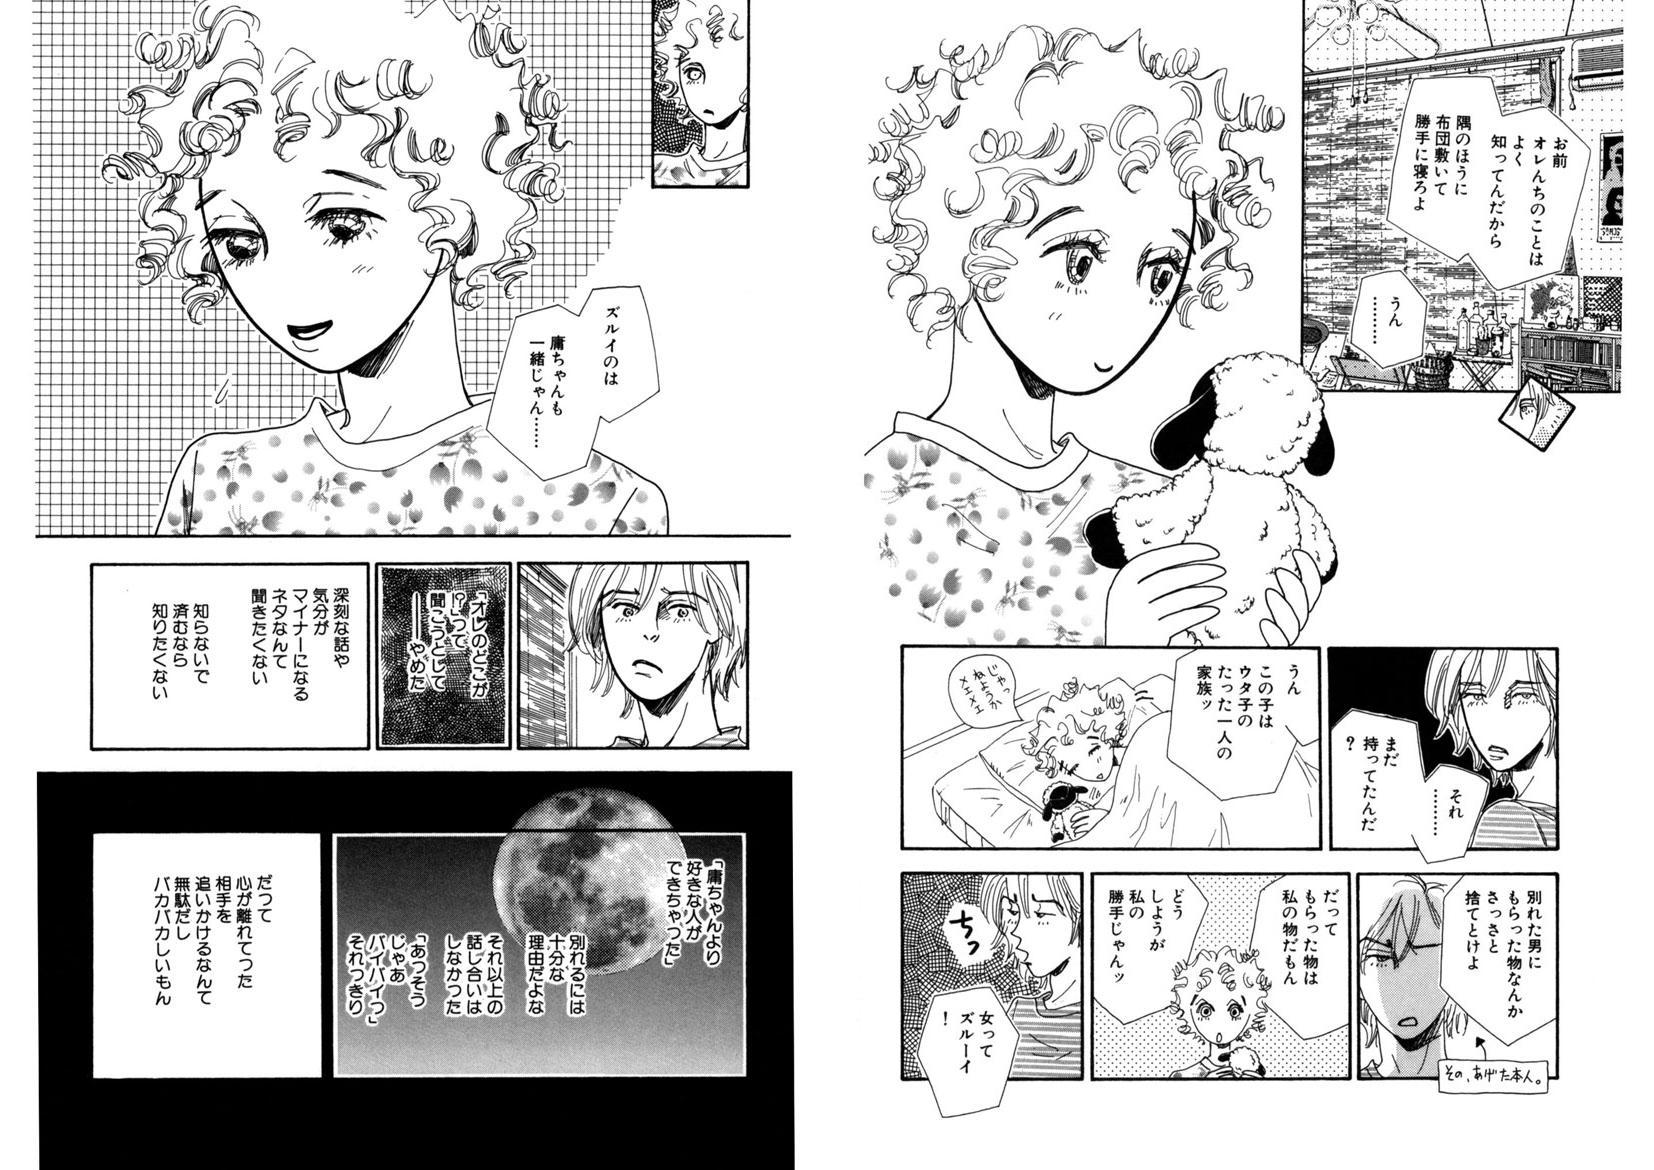 お前
オレんちのことは
よく
知ってんだから
隅のほうに
布団敷いて
勝手に寝ろよ
うん
………
それ
………
まだ
持ってたんだ
？
うん
この子は
ウタ子の
たった一人の
家族ッ
じゃっ
ねようか
メェメェ
別れた男に
もらった物なんか
さっさと
捨てとけよ
その、あげた本人。
だって
もらった物は
私の物だもん
どう
しようが
私の
勝手じゃんッ
ちっ
女って
ズルーイ
！
ズルイのは
庸ちゃんも
一緒じゃん……
「オレのどこが
!?」って
聞こうとして
――やめた
深刻な話や
気分が
マイナーになる
ネタなんて
聞きたくない
知らないで
済むなら
知りたくない
「庸ちゃんより
好きな人が
できちゃった」
別れるには
十分な
理由だよな
それ以上の
話し合いは
しなかった
「あっそう
じゃあ
バイバイっ」
それっきり
だって
心が離れてった
相手を
追いかけるなんて
無駄だし
バカバカしいもん